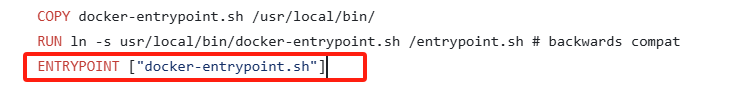 COPY docker-entrypoint.sh /usr/local/bin/
RUN ln -s usr/local/bin/docker-entrypoint.sh /entrypoint.sh # backwards compat
ENTRYPOINT ["docker-entrypoint.sh"]